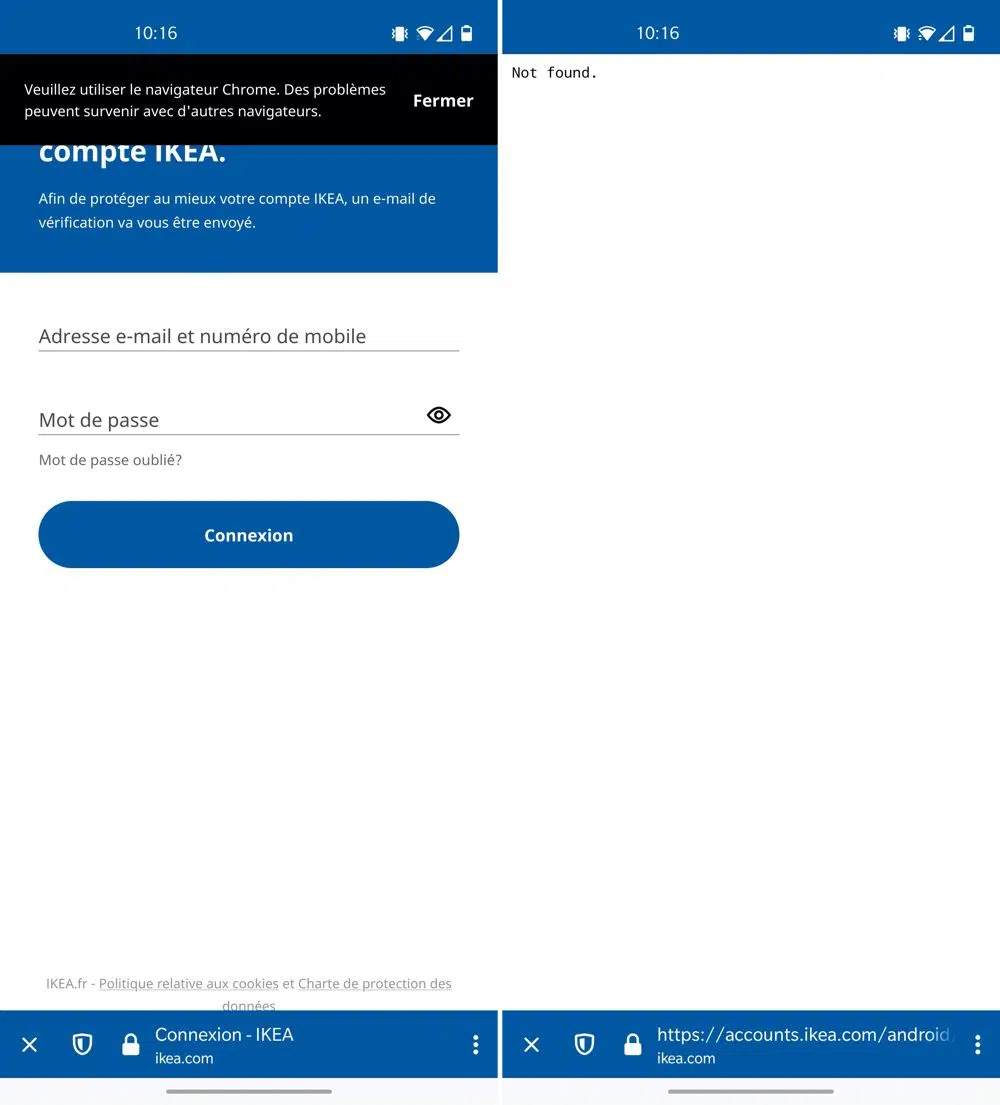 10:16
Veuillez utiliser le navigateur Chrome. Des problèmes
peuvent survenir avec d'autres navigateurs.
Fermer
compte IKEA.
Afin de protéger au mieux votre compte IKEA, un e-mail de
vérification va vous être envoyé.
Adresse e-mail et numéro de mobile
Mot de passe
Mot de passe oublié?
Connexion
IKEA.fr - Politique relative aux cookies et Charte de protection des
données
Connexion - IKEA
ikea.com
10:16
Not found.
https://accounts.ikea.com/android/
ikea.com